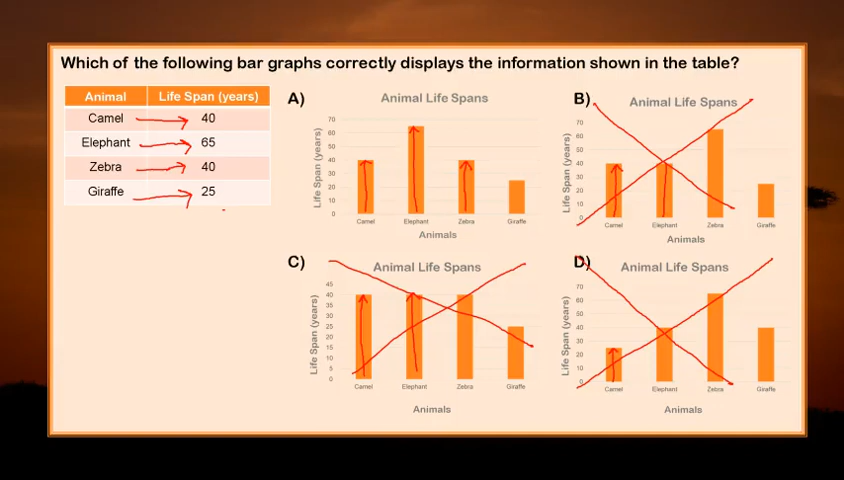 Which of the following bar graphs correctly displays the information shown in the table?
Animal Life Span (years)
Camel 40
Elephant 65
Zebra 40
Giraffe 25
A)
Animal Life Spans
Life Span (years)
70
60
50
40
30
20
10
0
Camel Elephant Zebra Giraffe
Animals
B)
Animal Life Spans
Life Span (years)
70
60
50
40
30
20
10
0
Camel Elephant Zebra Giraffe
Animals
C)
Animal Life Spans
Life Span (years)
45
40
35
30
25
20
15
10
5
0
Camel Elephant Zebra Giraffe
Animals
D)
Animal Life Spans
Life Span (years)
70
60
50
40
30
20
10
0
Camel Elephant Zebra Giraffe
Animals